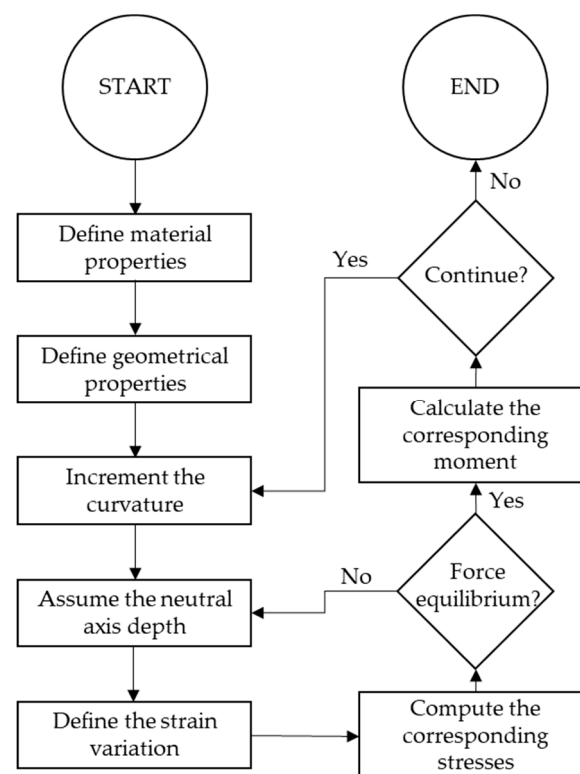 START
Define material
properties
Define geometrical
properties
Increment the
curvature
Assume the neutral
axis depth
Define the strain
variation
Compute the
corresponding
stresses
Force
equilibrium?
No
Yes
Calculate the
corresponding
moment
Continue?
Yes
No
END